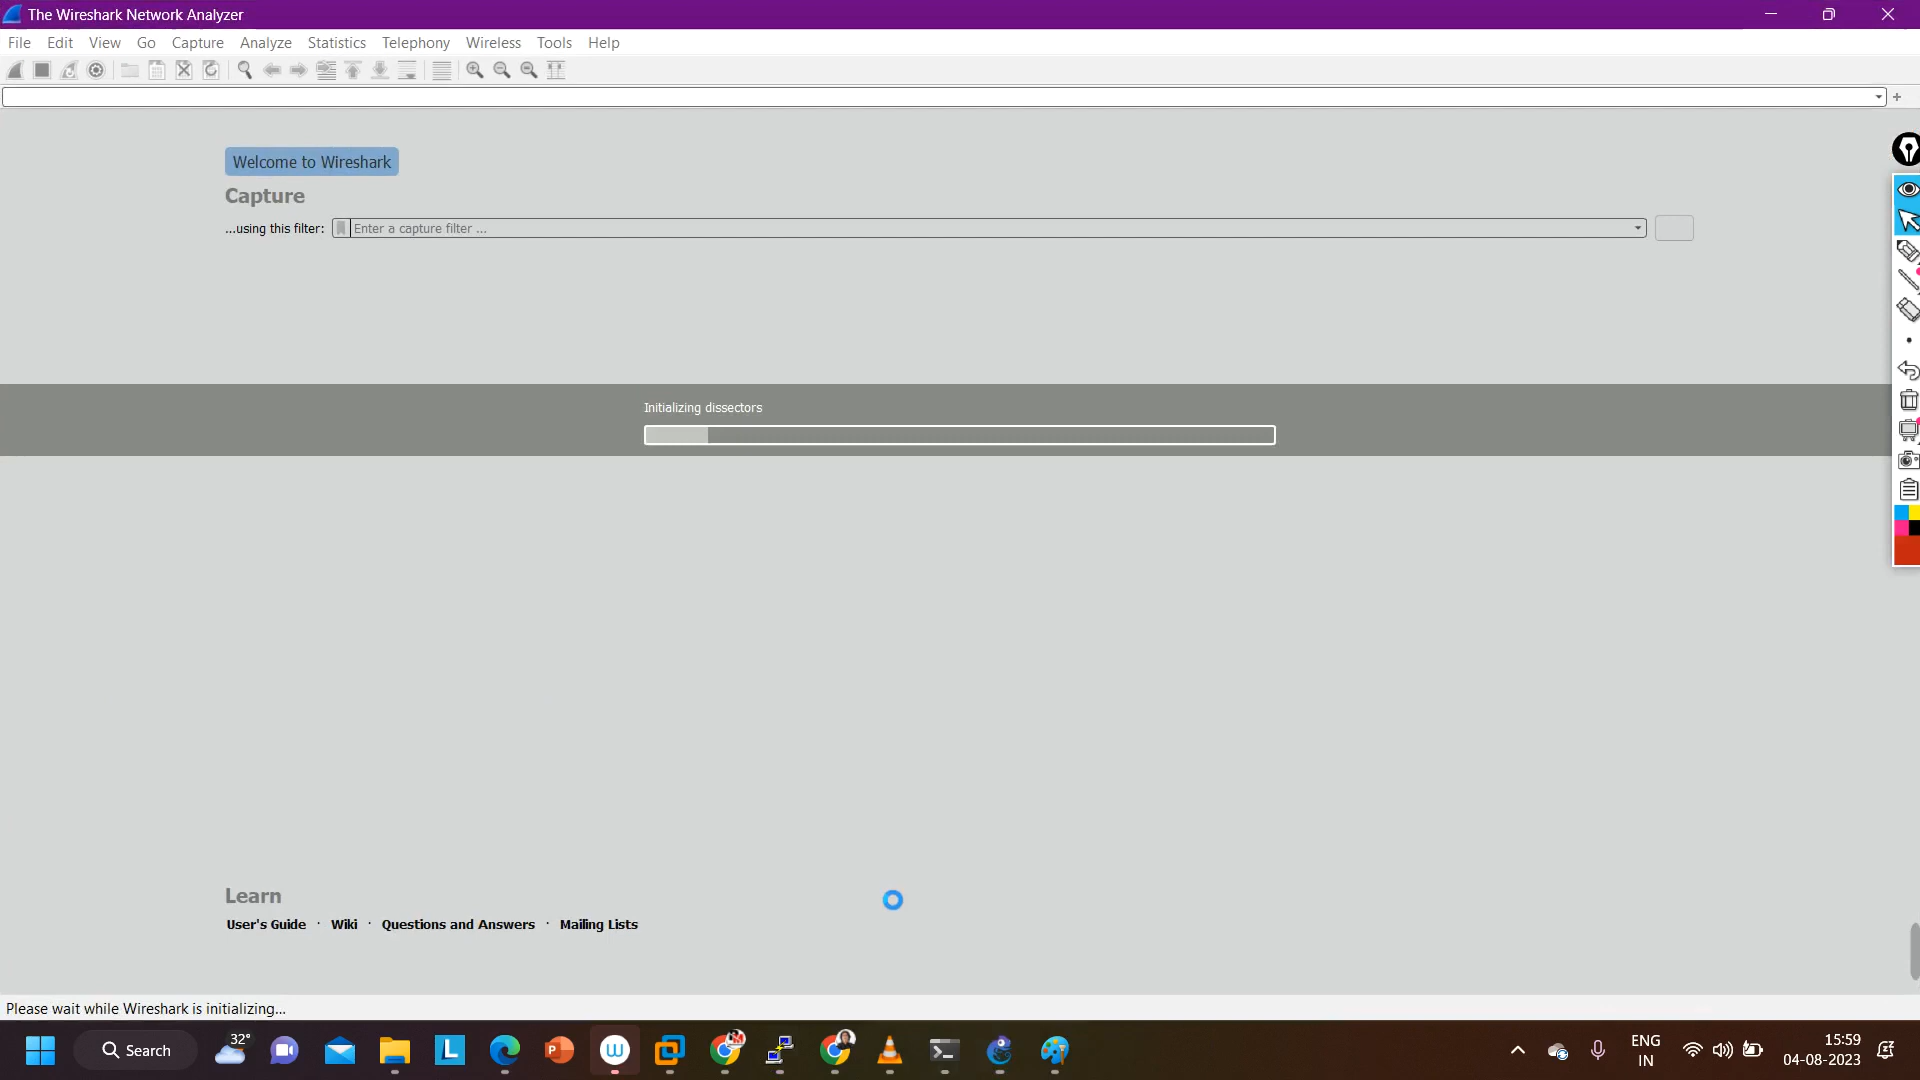 The Wireshark Network Analyzer
File Edit View Go Capture Analyze Statistics Telephony Wireless Tools Help
Welcome to Wireshark
Capture
...using this filter: Enter a capture filter ...
Initializing dissectors
Learn
User's Guide · Wiki · Questions and Answers · Mailing Lists
Please wait while Wireshark is initializing...
32°
Search
ENG
IN
15:59
04-08-2023